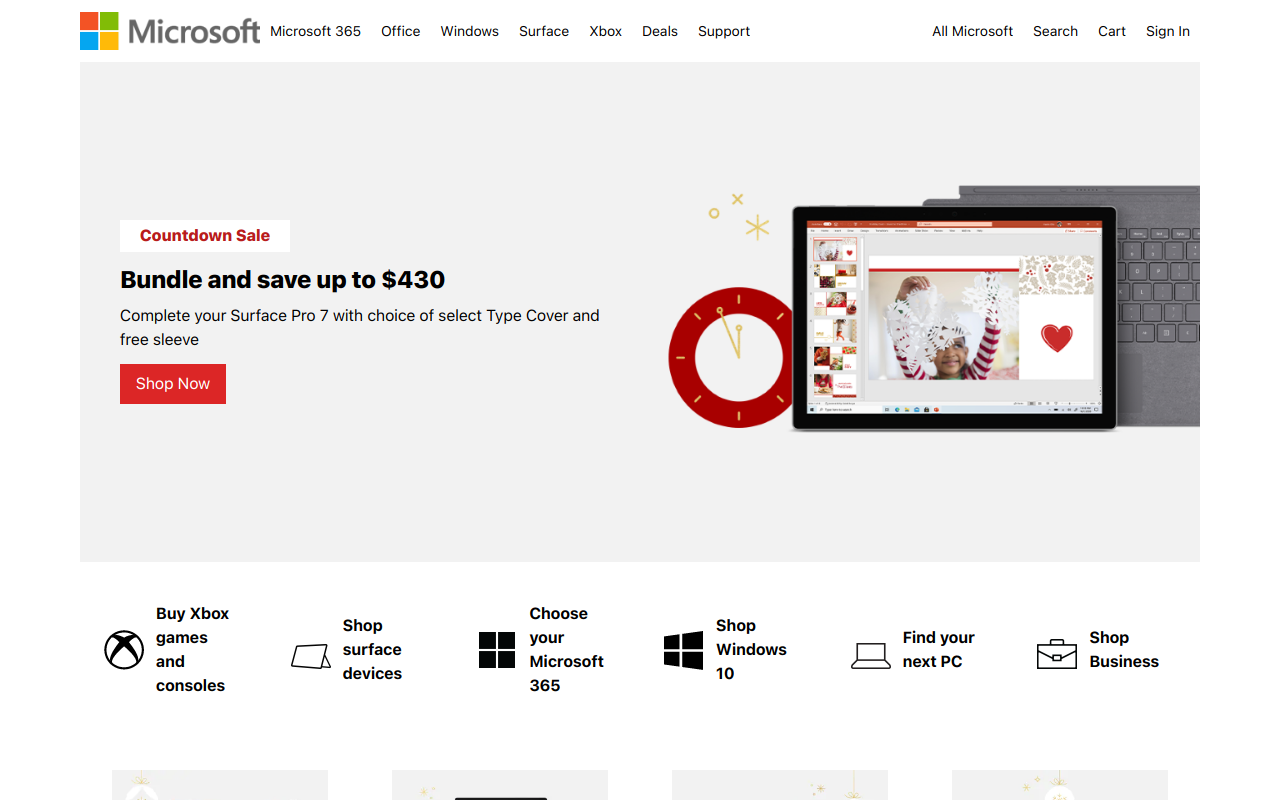 Microsoft
Microsoft 365 Office Windows Surface Xbox Deals Support
All Microsoft Search Cart Sign In
Countdown Sale
Bundle and save up to $430
Complete your Surface Pro 7 with choice of select Type Cover and
free sleeve
Shop Now
Buy Xbox
games
and
consoles
Shop
surface
devices
Choose
your
Microsoft
365
Shop
Windows
10
Find your
next PC
Shop
Business